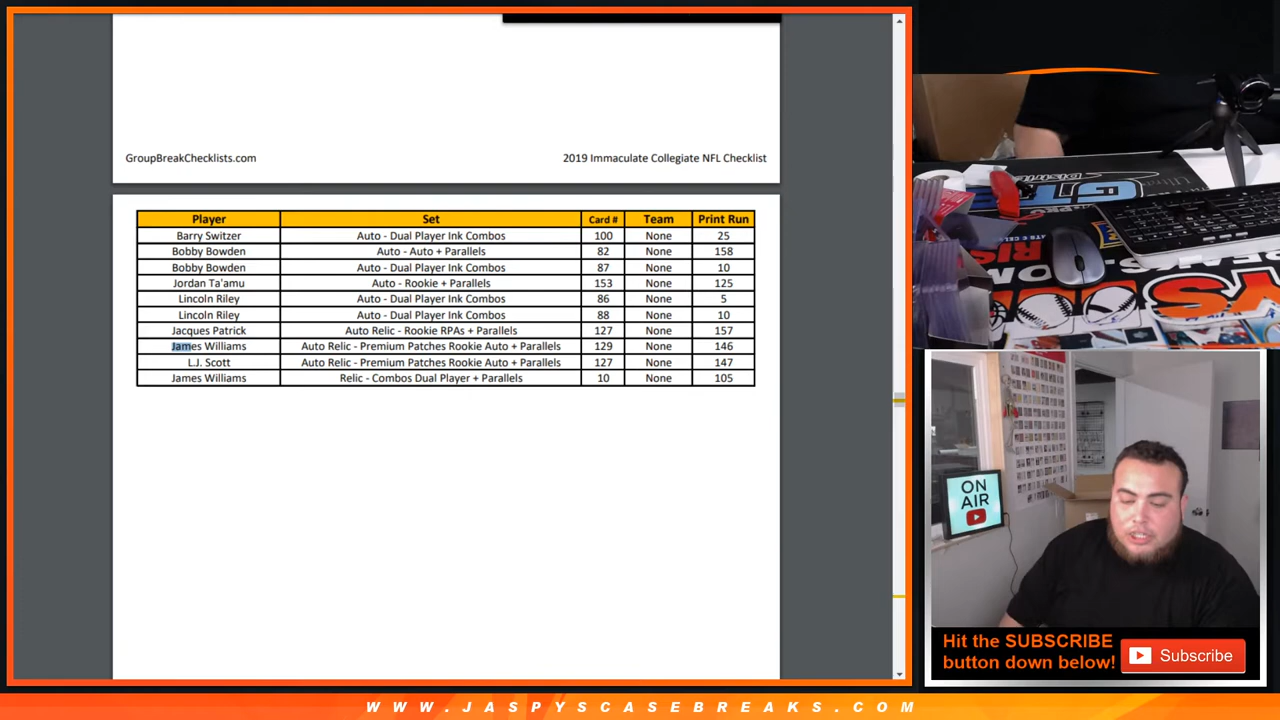 GroupBreakChecklists.com 2019 Immaculate Collegiate NFL Checklist
Player Set Card # Team Print Run
Barry Switzer Auto - Dual Player Ink Combos 100 None 25
Bobby Bowden Auto - Auto + Parallels 82 None 158
Bobby Bowden Auto - Dual Player Ink Combos 87 None 10
Jordan Ta'amu Auto - Rookie + Parallels 153 None 125
Lincoln Riley Auto - Dual Player Ink Combos 86 None 5
Lincoln Riley Auto - Dual Player Ink Combos 88 None 10
Jacques Patrick Auto Relic - Rookie RPAs + Parallels 127 None 157
James Williams Auto Relic - Premium Patches Rookie Auto + Parallels 129 None 146
L.J. Scott Auto Relic - Premium Patches Rookie Auto + Parallels 127 None 147
James Williams Relic - Combos Dual Player + Parallels 10 None 105
ON
AIR
Hit the SUBSCRIBE
button down below!
Subscribe
WWW.JASPYSCASEBREAKS.COM